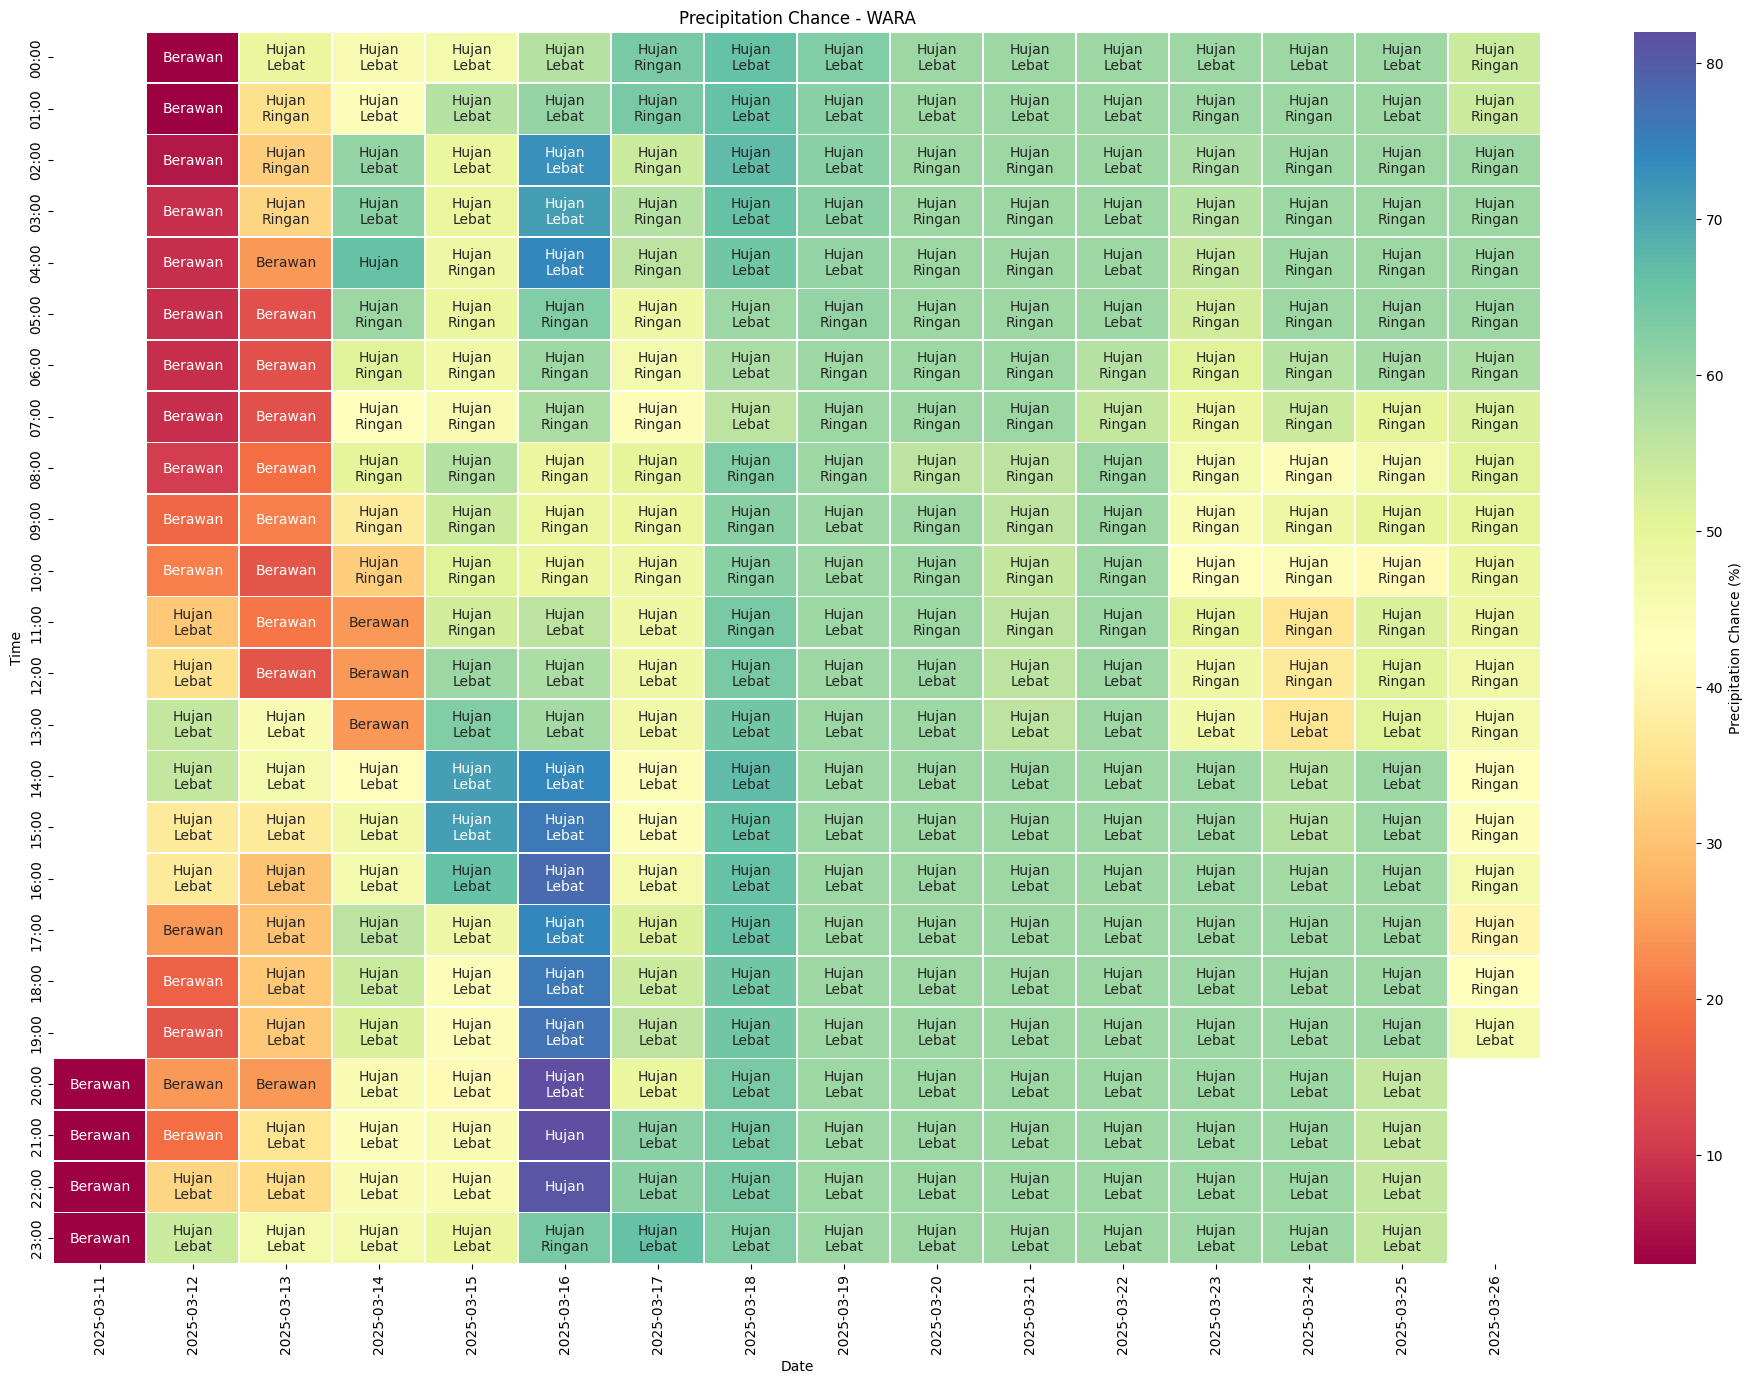 Precipitation Chance - WARA
00:00 Berawan Hujan Lebat Hujan Lebat Hujan Lebat Hujan Lebat Hujan Ringan Hujan Lebat Hujan Lebat Hujan Lebat Hujan Lebat Hujan Lebat Hujan Lebat Hujan Lebat Hujan Lebat Hujan Ringan
01:00 Berawan Hujan Ringan Hujan Lebat Hujan Lebat Hujan Lebat Hujan Ringan Hujan Lebat Hujan Lebat Hujan Lebat Hujan Lebat Hujan Lebat Hujan Ringan Hujan Ringan Hujan Lebat Hujan Ringan
02:00 Berawan Hujan Ringan Hujan Lebat Hujan Lebat Hujan Lebat Hujan Ringan Hujan Lebat Hujan Lebat Hujan Ringan Hujan Ringan Hujan Lebat Hujan Ringan Hujan Ringan Hujan Ringan Hujan Ringan
03:00 Berawan Hujan Ringan Hujan Lebat Hujan Lebat Hujan Lebat Hujan Ringan Hujan Lebat Hujan Lebat Hujan Ringan Hujan Ringan Hujan Lebat Hujan Ringan Hujan Ringan Hujan Ringan Hujan Ringan
04:00 Berawan Berawan Hujan Hujan Ringan Hujan Lebat Hujan Ringan Hujan Lebat Hujan Lebat Hujan Ringan Hujan Ringan Hujan Lebat Hujan Ringan Hujan Ringan Hujan Ringan Hujan Ringan
05:00 Berawan Berawan Hujan Ringan Hujan Ringan Hujan Ringan Hujan Ringan Hujan Lebat Hujan Ringan Hujan Ringan Hujan Ringan Hujan Lebat Hujan Ringan Hujan Ringan Hujan Ringan Hujan Ringan
06:00 Berawan Berawan Hujan Ringan Hujan Ringan Hujan Ringan Hujan Ringan Hujan Lebat Hujan Ringan Hujan Ringan Hujan Ringan Hujan Ringan Hujan Ringan Hujan Ringan Hujan Ringan Hujan Ringan
07:00 Berawan Berawan Hujan Ringan Hujan Ringan Hujan Ringan Hujan Ringan Hujan Lebat Hujan Ringan Hujan Ringan Hujan Ringan Hujan Ringan Hujan Ringan Hujan Ringan Hujan Ringan Hujan Ringan
08:00 Berawan Berawan Hujan Ringan Hujan Ringan Hujan Ringan Hujan Ringan Hujan Ringan Hujan Ringan Hujan Ringan Hujan Ringan Hujan Ringan Hujan Ringan Hujan Ringan Hujan Ringan Hujan Ringan
09:00 Berawan Berawan Hujan Ringan Hujan Ringan Hujan Ringan Hujan Ringan Hujan Ringan Hujan Lebat Hujan Ringan Hujan Ringan Hujan Ringan Hujan Ringan Hujan Ringan Hujan Ringan Hujan Ringan
10:00 Berawan Berawan Hujan Ringan Hujan Ringan Hujan Ringan Hujan Ringan Hujan Ringan Hujan Lebat Hujan Ringan Hujan Ringan Hujan Ringan Hujan Ringan Hujan Ringan Hujan Ringan Hujan Ringan
11:00 Hujan Lebat Berawan Berawan Hujan Ringan Hujan Lebat Hujan Lebat Hujan Ringan Hujan Lebat Hujan Ringan Hujan Ringan Hujan Ringan Hujan Ringan Hujan Ringan Hujan Ringan Hujan Ringan
12:00 Hujan Lebat Berawan Berawan Hujan Lebat Hujan Lebat Hujan Lebat Hujan Lebat Hujan Lebat Hujan Lebat Hujan Lebat Hujan Lebat Hujan Ringan Hujan Ringan Hujan Ringan Hujan Ringan
13:00 Hujan Lebat Hujan Lebat Berawan Hujan Lebat Hujan Lebat Hujan Lebat Hujan Lebat Hujan Lebat Hujan Lebat Hujan Lebat Hujan Lebat Hujan Lebat Hujan Lebat Hujan Lebat Hujan Ringan
14:00 Hujan Lebat Hujan Lebat Hujan Lebat Hujan Lebat Hujan Lebat Hujan Lebat Hujan Lebat Hujan Lebat Hujan Lebat Hujan Lebat Hujan Lebat Hujan Lebat Hujan Lebat Hujan Lebat Hujan Ringan
15:00 Hujan Lebat Hujan Lebat Hujan Lebat Hujan Lebat Hujan Lebat Hujan Lebat Hujan Lebat Hujan Lebat Hujan Lebat Hujan Lebat Hujan Lebat Hujan Lebat Hujan Lebat Hujan Lebat Hujan Ringan
16:00 Hujan Lebat Hujan Lebat Hujan Lebat Hujan Lebat Hujan Lebat Hujan Lebat Hujan Lebat Hujan Lebat Hujan Lebat Hujan Lebat Hujan Lebat Hujan Lebat Hujan Lebat Hujan Lebat Hujan Ringan
17:00 Berawan Hujan Lebat Hujan Lebat Hujan Lebat Hujan Lebat Hujan Lebat Hujan Lebat Hujan Lebat Hujan Lebat Hujan Lebat Hujan Lebat Hujan Lebat Hujan Lebat Hujan Lebat Hujan Ringan
18:00 Berawan Hujan Lebat Hujan Lebat Hujan Lebat Hujan Lebat Hujan Lebat Hujan Lebat Hujan Lebat Hujan Lebat Hujan Lebat Hujan Lebat Hujan Lebat Hujan Lebat Hujan Lebat Hujan Ringan
19:00 Berawan Hujan Lebat Hujan Lebat Hujan Lebat Hujan Lebat Hujan Lebat Hujan Lebat Hujan Lebat Hujan Lebat Hujan Lebat Hujan Lebat Hujan Lebat Hujan Lebat Hujan Lebat Hujan Lebat
20:00 Berawan Berawan Berawan Hujan Lebat Hujan Lebat Hujan Lebat Hujan Lebat Hujan Lebat Hujan Lebat Hujan Lebat Hujan Lebat Hujan Lebat Hujan Lebat Hujan Lebat Hujan Lebat
21:00 Berawan Berawan Hujan Lebat Hujan Lebat Hujan Lebat Hujan Hujan Lebat Hujan Lebat Hujan Lebat Hujan Lebat Hujan Lebat Hujan Lebat Hujan Lebat Hujan Lebat Hujan Lebat
22:00 Berawan Hujan Lebat Hujan Lebat Hujan Lebat Hujan Lebat Hujan Hujan Lebat Hujan Lebat Hujan Lebat Hujan Lebat Hujan Lebat Hujan Lebat Hujan Lebat Hujan Lebat Hujan Lebat
23:00 Berawan Hujan Lebat Hujan Lebat Hujan Lebat Hujan Lebat Hujan Ringan Hujan Lebat Hujan Lebat Hujan Lebat Hujan Lebat Hujan Lebat Hujan Lebat Hujan Lebat Hujan Lebat Hujan Lebat
Time
2025-03-11 2025-03-12 2025-03-13 2025-03-14 2025-03-15 2025-03-16 2025-03-17 2025-03-18 2025-03-19 2025-03-20 2025-03-21 2025-03-22 2025-03-23 2025-03-24 2025-03-25 2025-03-26
Date
80
70
60
50
40
30
20
10
Precipitation Chance (%)